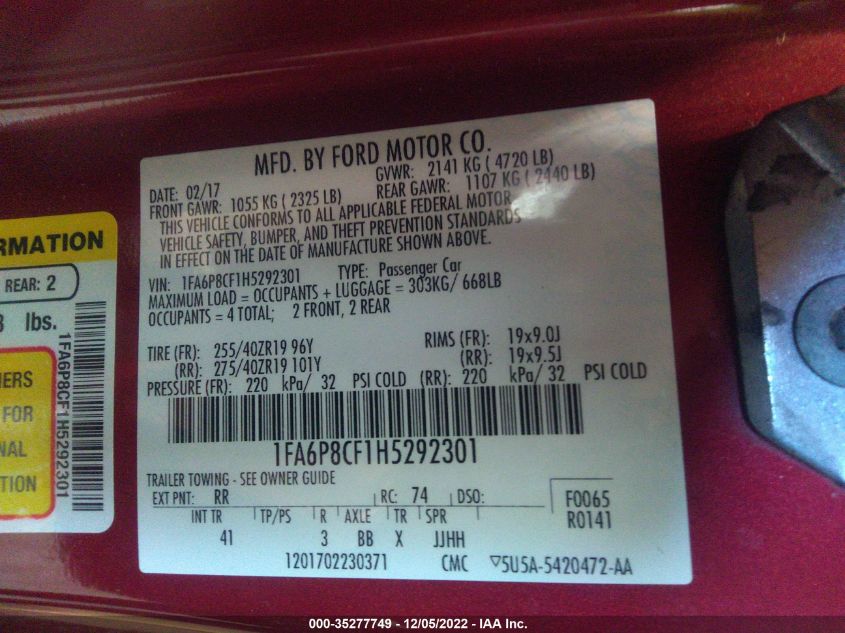 MFD. BY FORD MOTOR CO.
DATE: 02/17
GVWR: 2141 KG ( 4720 LB)
FRONT GAWR: 1055 KG ( 2325 LB)
REAR GAWR: 1107 KG ( 2440 LB)
THIS VEHICLE CONFORMS TO ALL APPLICABLE FEDERAL MOTOR
VEHICLE SAFETY, BUMPER, AND THEFT PREVENTION STANDARDS
IN EFFECT ON THE DATE OF MANUFACTURE SHOWN ABOVE.
VIN: 1FA6P8CF1H5292301 TYPE: Passenger Car
MAXIMUM LOAD = OCCUPANTS + LUGGAGE = 303KG/ 668LB
OCCUPANTS = 4 TOTAL; 2 FRONT, 2 REAR
TIRE (FR): 255/40ZR19 96Y RIMS (FR): 19x9.0J
(RR): 275/40ZR19 101Y (RR): 19x9.5J
PRESSURE (FR): 220 kPa/ 32 PSI COLD (RR): 220 kPa/ 32 PSI COLD
1FA6P8CF1H5292301
TRAILER TOWING - SEE OWNER GUIDE
EXT PNT: RR RC: 74 DSO:
F0065
R0141
INT TR TP/PS R AXLE TR SPR
41 3 BB X JJHH
1201702230371 CMC ▽5U5A-5420472-AA
RMATION
REAR: 2
lbs.
1FA6P8CF1H5292301
FOR
000-35277749 - 12/05/2022 - IAA Inc.